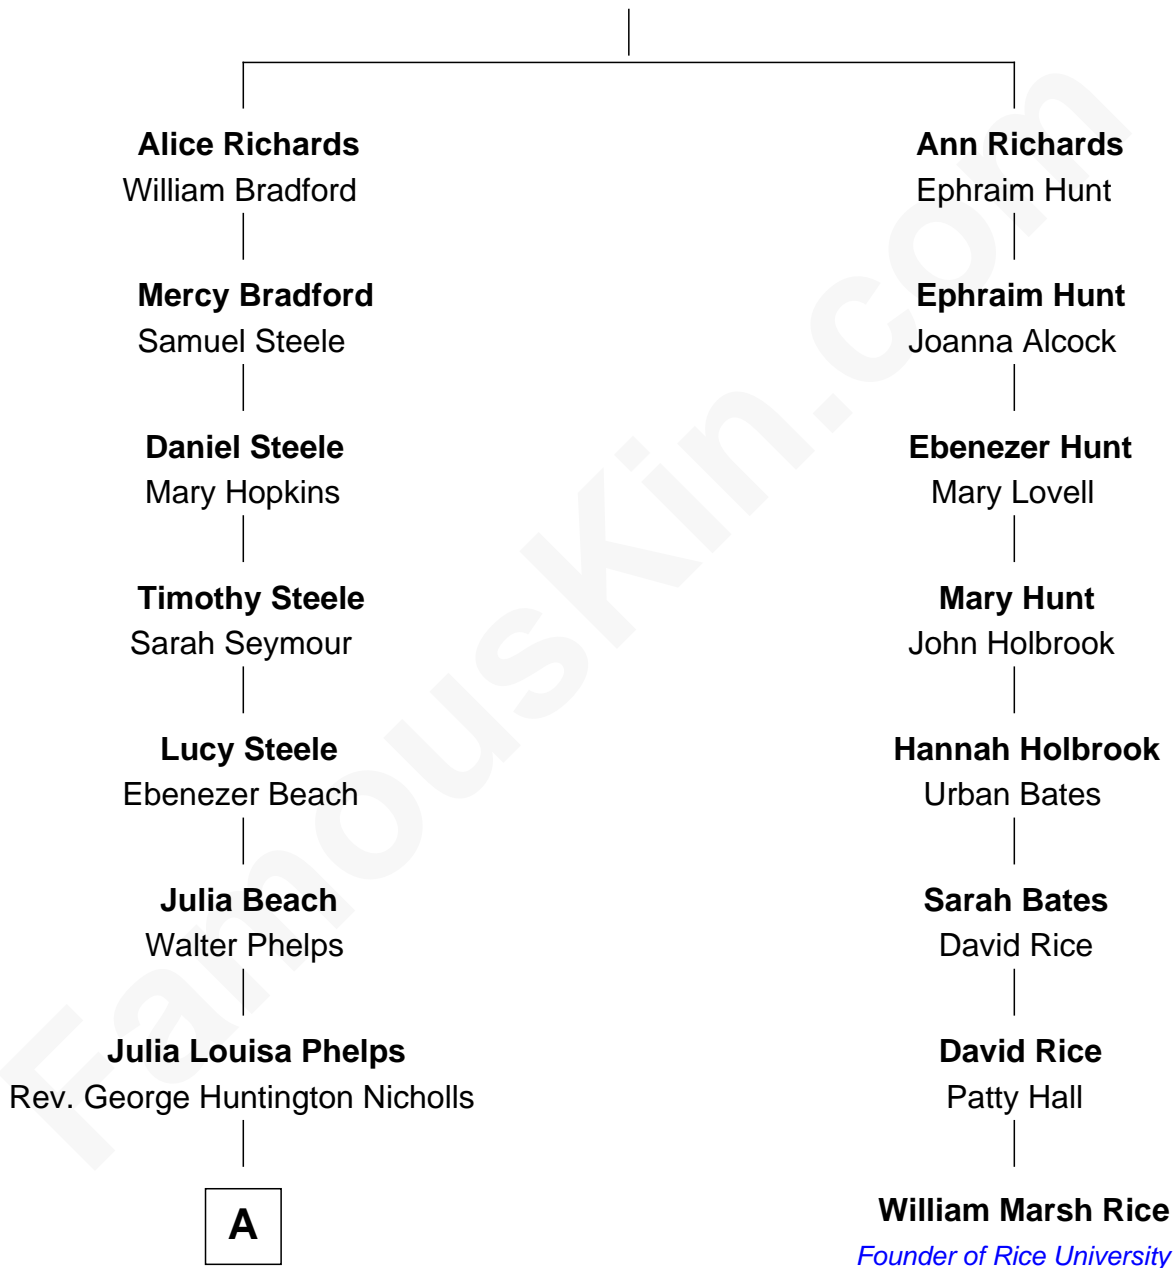 Alice Richards
William Bradford
Mercy Bradford
Samuel Steele
Daniel Steele
Mary Hopkins
Timothy Steele
Sarah Seymour
Lucy Steele
Ebenezer Beach
Julia Beach
Walter Phelps
Julia Louisa Phelps
Rev. George Huntington Nicholls
A
Ann Richards
Ephraim Hunt
Ephraim Hunt
Joanna Alcock
Ebenezer Hunt
Mary Lovell
Mary Hunt
John Holbrook
Hannah Holbrook
Urban Bates
Sarah Bates
David Rice
David Rice
Patty Hall
William Marsh Rice
Founder of Rice University
FamousKin.com